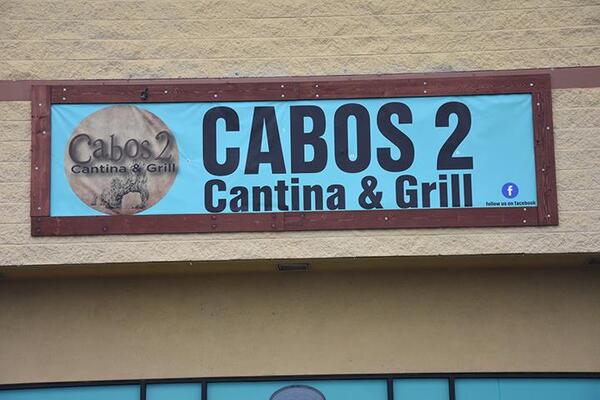 Cabos 2
Cantina & Grill
CABOS 2
Cantina & Grill
f
follow us on facebook